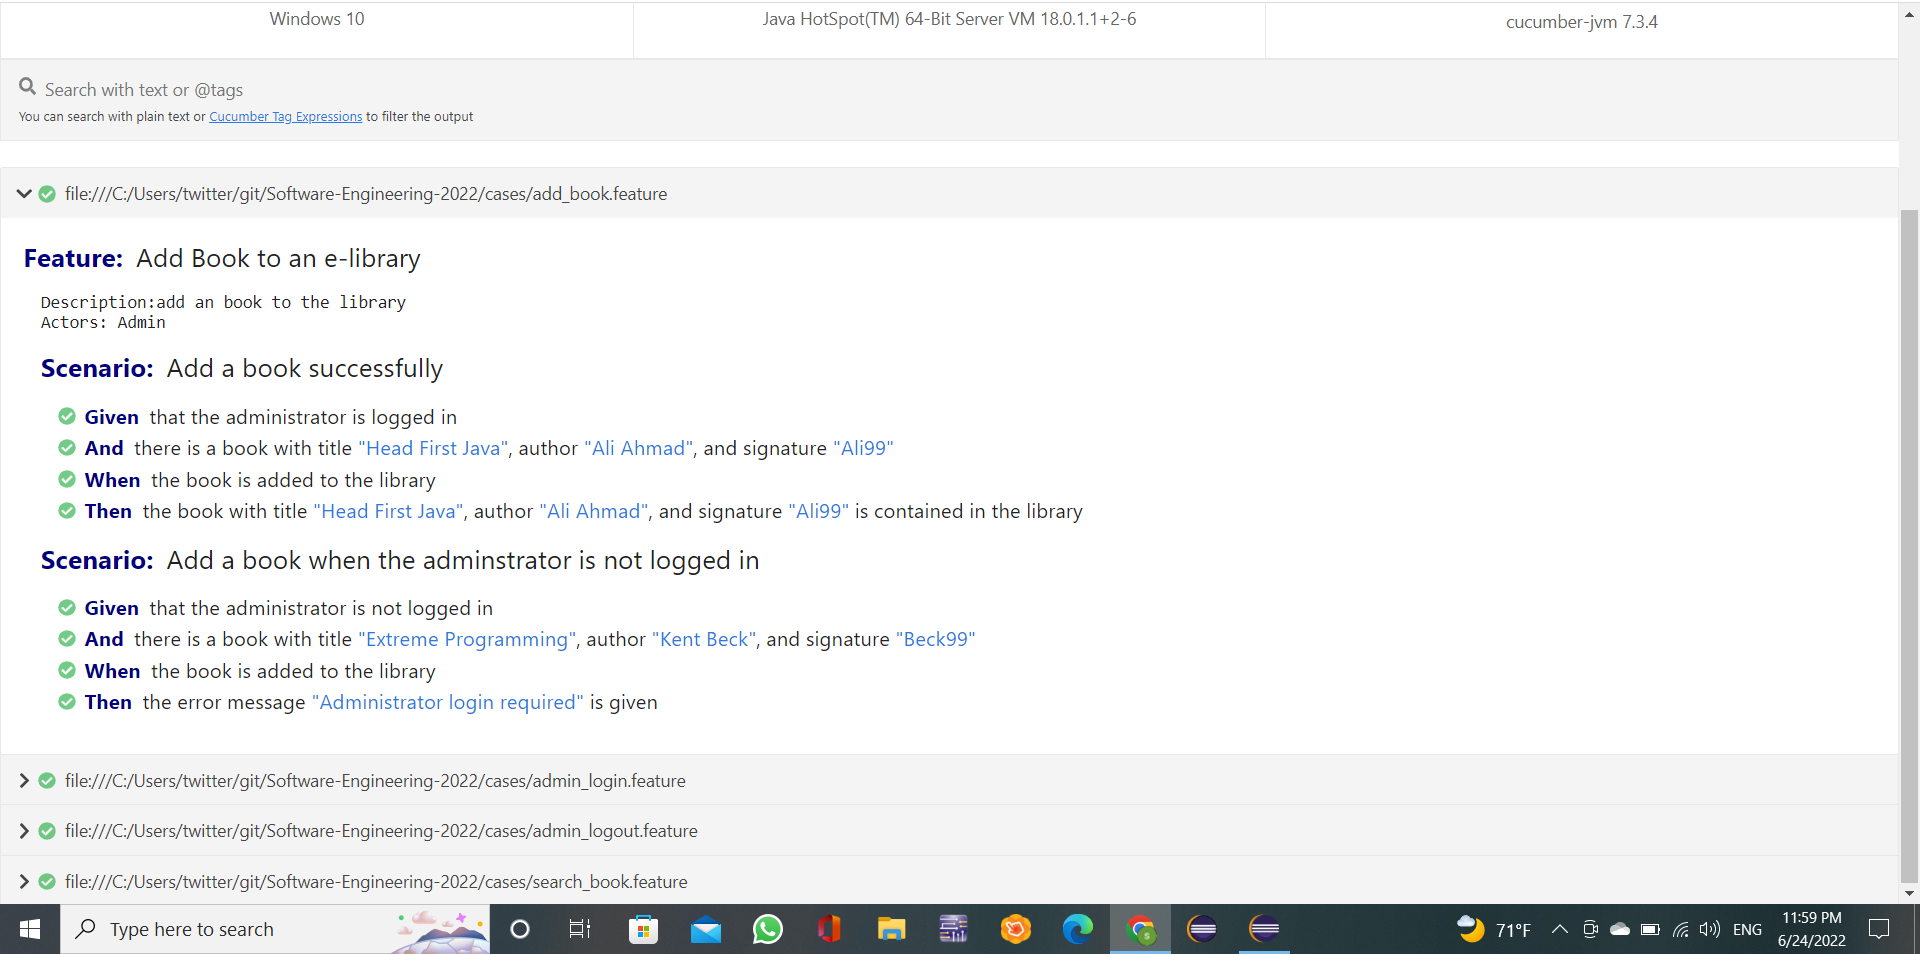 Windows 10
Java HotSpot(TM) 64-Bit Server VM 18.0.1.1+2-6
cucumber-jvm 7.3.4
Search with text or @tags
You can search with plain text or Cucumber Tag Expressions to filter the output
file:///C:/Users/twitter/git/Software-Engineering-2022/cases/add_book.feature
Feature: Add Book to an e-library
Description:add an book to the library
Actors: Admin
Scenario: Add a book successfully
Given that the administrator is logged in
And there is a book with title "Head First Java", author "Ali Ahmad", and signature "Ali99"
When the book is added to the library
Then the book with title "Head First Java", author "Ali Ahmad", and signature "Ali99" is contained in the library
Scenario: Add a book when the adminstrator is not logged in
Given that the administrator is not logged in
And there is a book with title "Extreme Programming", author "Kent Beck", and signature "Beck99"
When the book is added to the library
Then the error message "Administrator login required" is given
file:///C:/Users/twitter/git/Software-Engineering-2022/cases/admin_login.feature
file:///C:/Users/twitter/git/Software-Engineering-2022/cases/admin_logout.feature
file:///C:/Users/twitter/git/Software-Engineering-2022/cases/search_book.feature
Type here to search
71°F
ENG
11:59 PM
6/24/2022